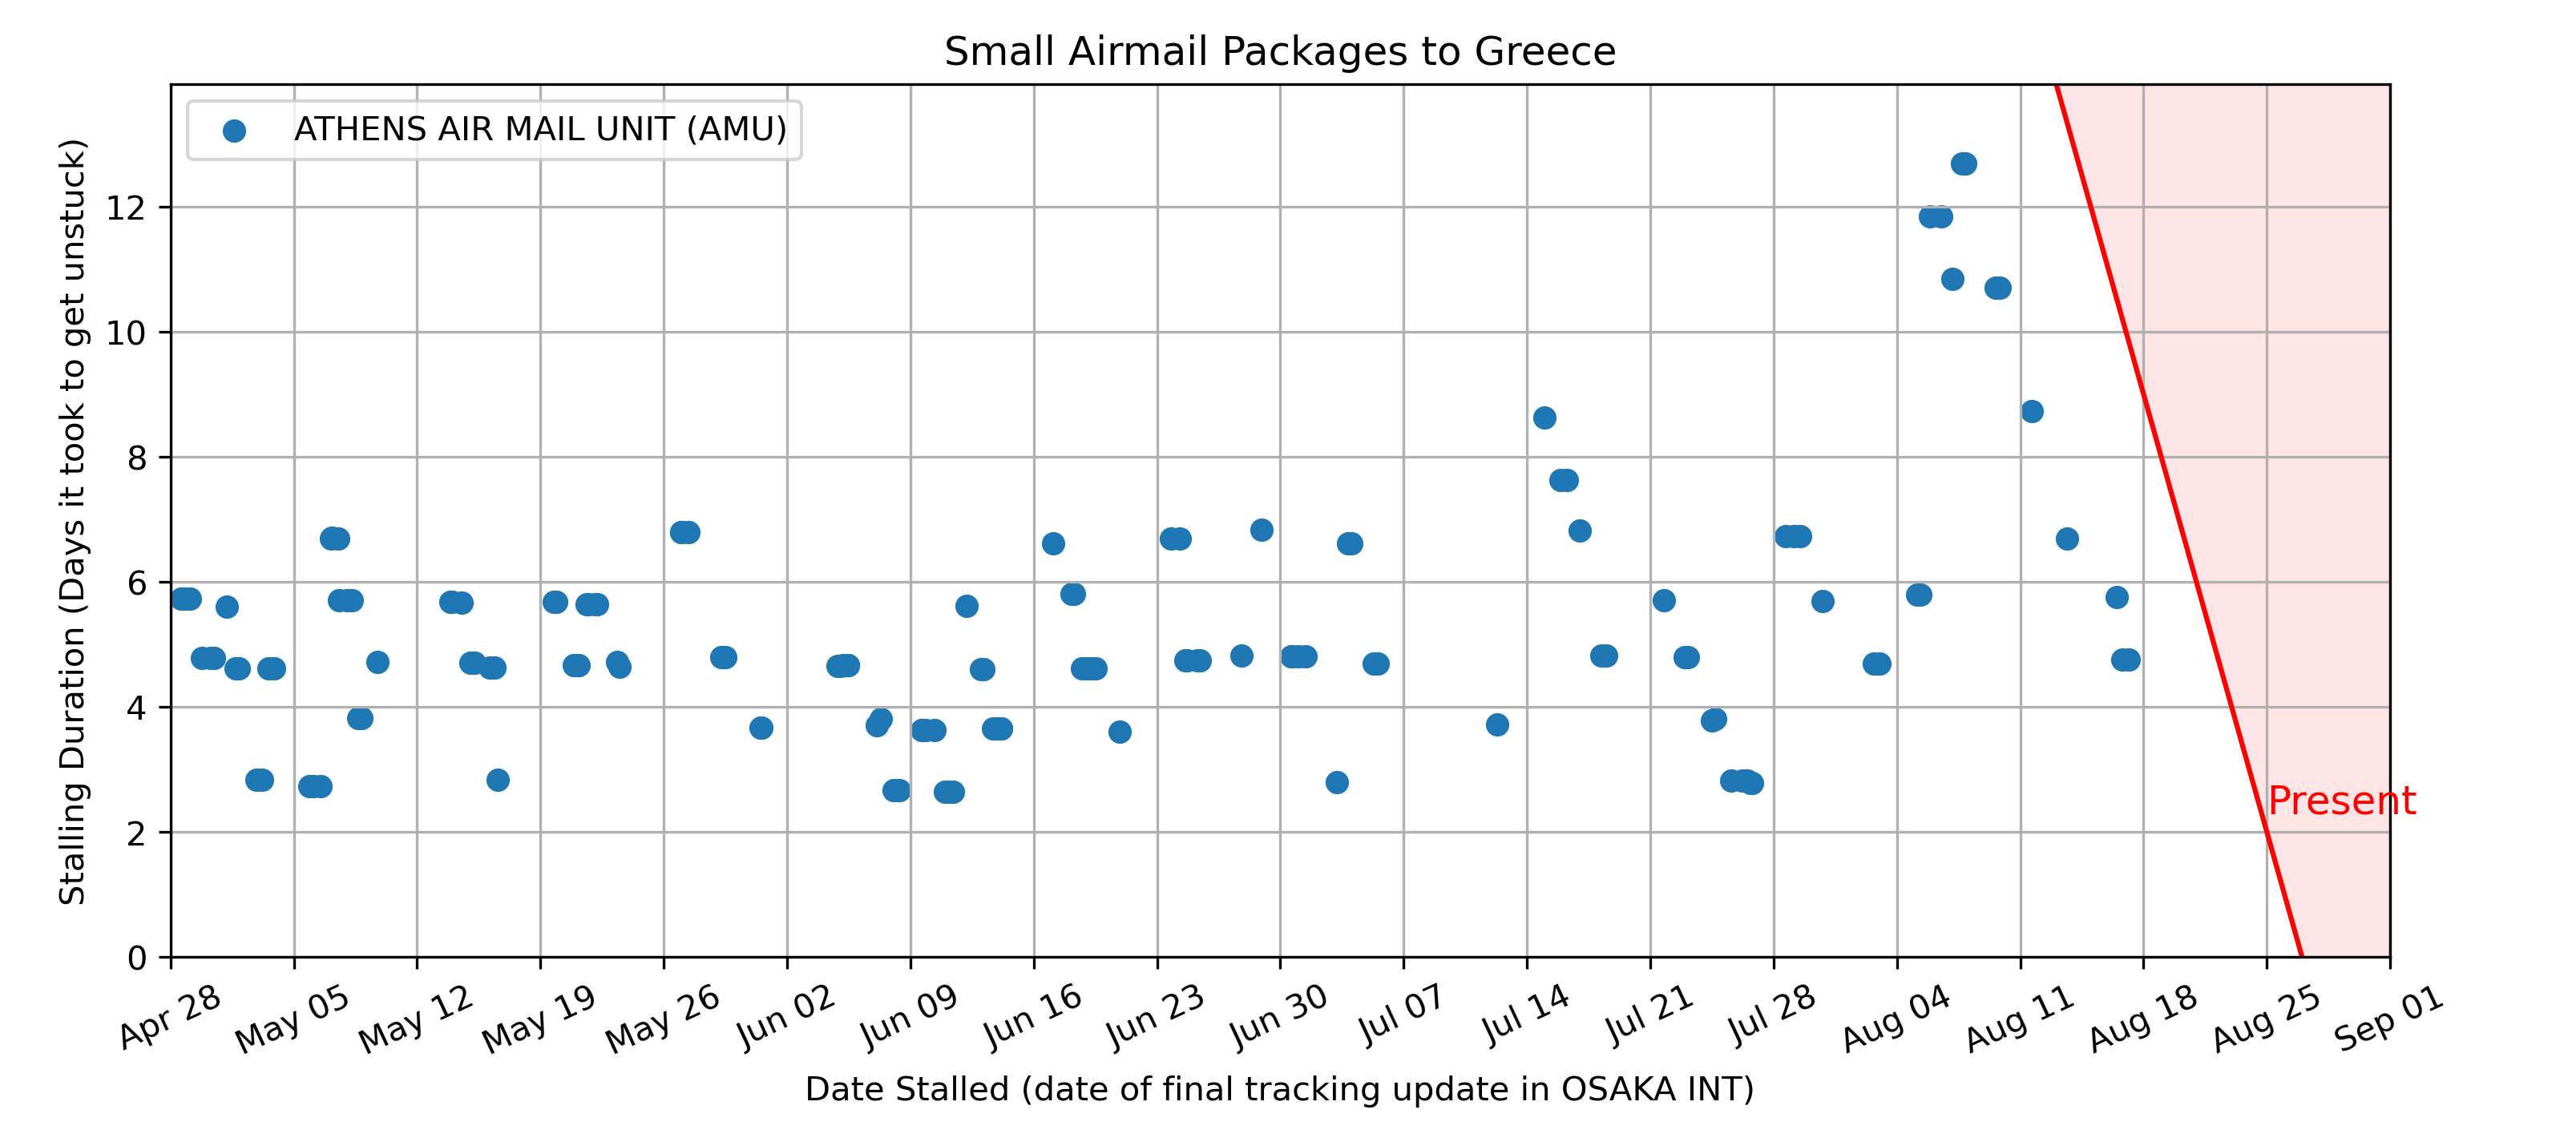 Small Airmail Packages to Greece
ATHENS AIR MAIL UNIT (AMU)
Stalling Duration (Days it took to get unstuck)
12
10
8
6
4
2
0
Present
Apr 28
May 05
May 12
May 19
May 26
Jun 02
Jun 09
Jun 16
Jun 23
Jun 30
Jul 07
Jul 14
Jul 21
Jul 28
Aug 04
Aug 11
Aug 18
Aug 25
Sep 01
Date Stalled (date of final tracking update in OSAKA INT)